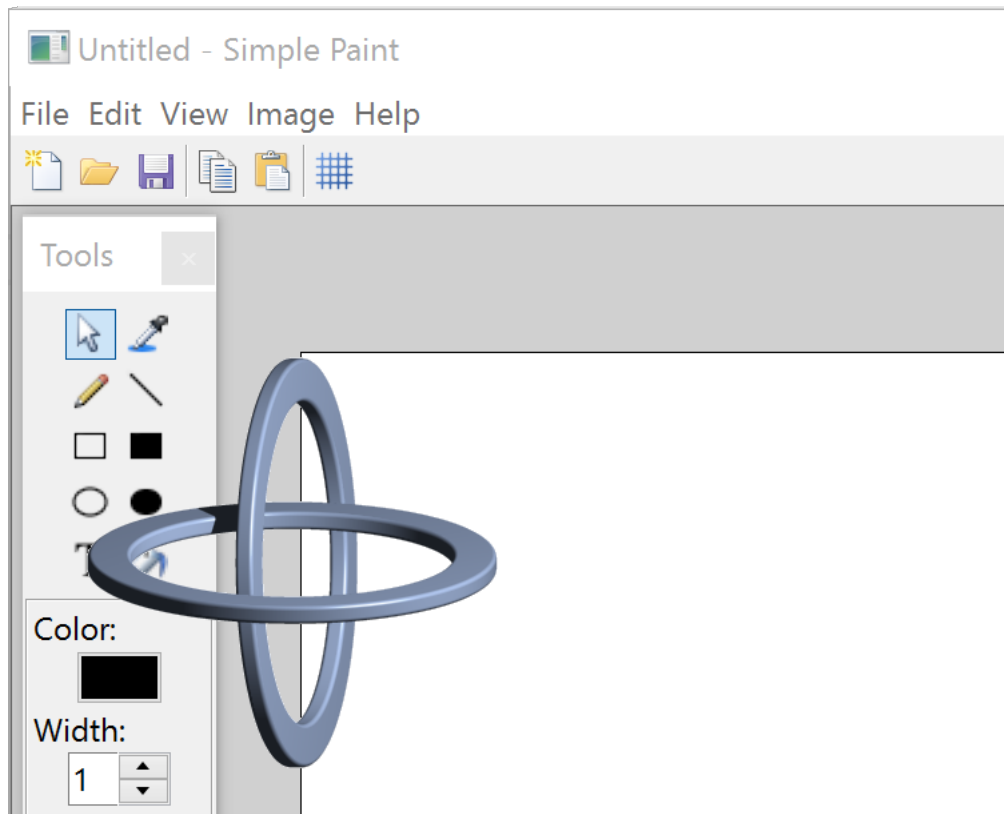 Untitled - Simple Paint
File Edit View Image Help
Tools
T
Color:
Width:
1